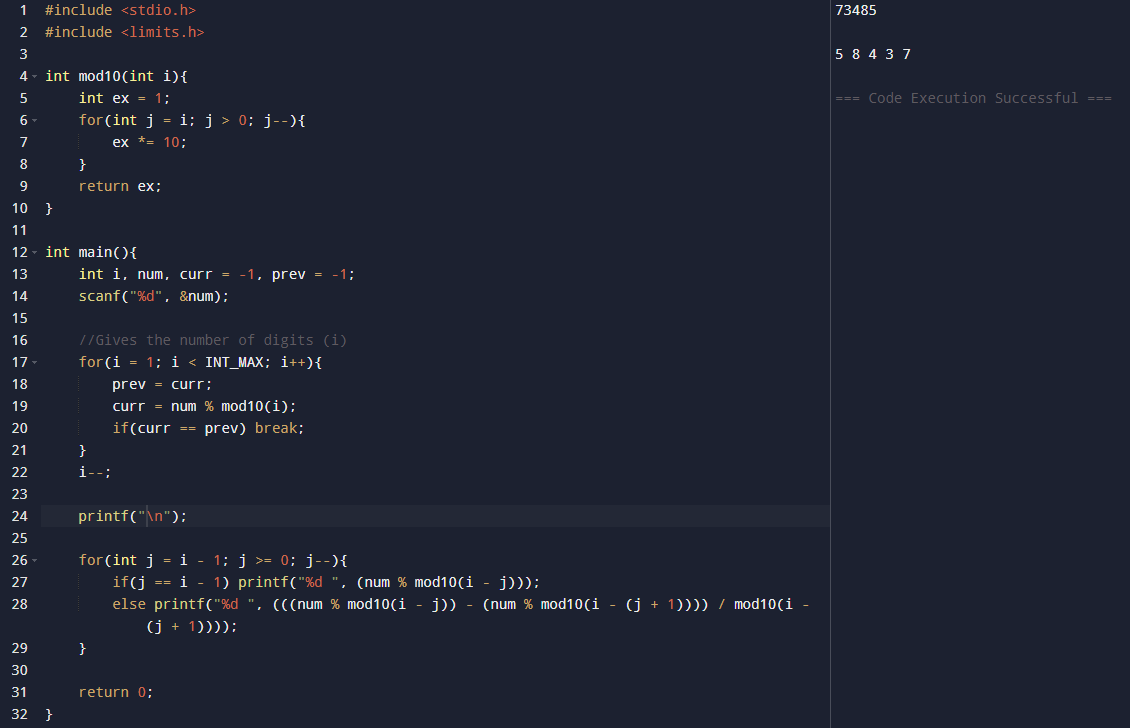 1 #include <stdio.h>
2 #include <limits.h>
3
4 int mod10(int i){
5     int ex = 1;
6     for(int j = i; j > 0; j--){
7         ex *= 10;
8     }
9     return ex;
10 }
11
12 int main(){
13     int i, num, curr = -1, prev = -1;
14     scanf("%d", &num);
15
16     //Gives the number of digits (i)
17     for(i = 1; i < INT_MAX; i++){
18         prev = curr;
19         curr = num % mod10(i);
20         if(curr == prev) break;
21     }
22     i--;
23
24     printf("\n");
25
26     for(int j = i - 1; j >= 0; j--){
27         if(j == i - 1) printf("%d ", (num % mod10(i - j)));
28         else printf("%d ", (((num % mod10(i - j)) - (num % mod10(i - (j + 1)))) / mod10(i -
            (j + 1))));
29     }
30
31     return 0;
32 }
73485
5 8 4 3 7
=== Code Execution Successful ===